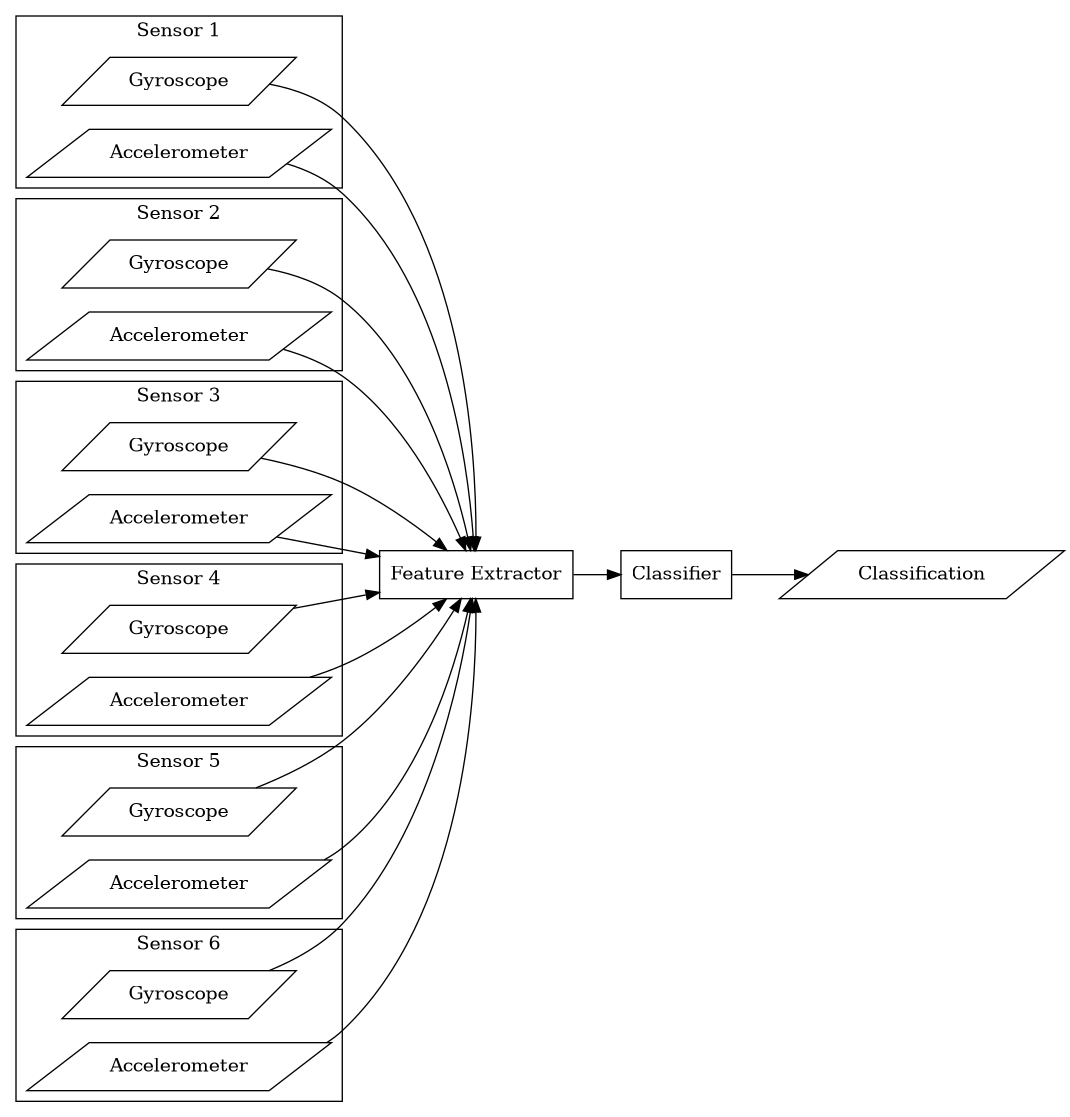 Sensor 1
Gyroscope
Accelerometer
Sensor 2
Gyroscope
Accelerometer
Sensor 3
Gyroscope
Accelerometer
Sensor 4
Gyroscope
Accelerometer
Sensor 5
Gyroscope
Accelerometer
Sensor 6
Gyroscope
Accelerometer
Feature Extractor
Classifier
Classification